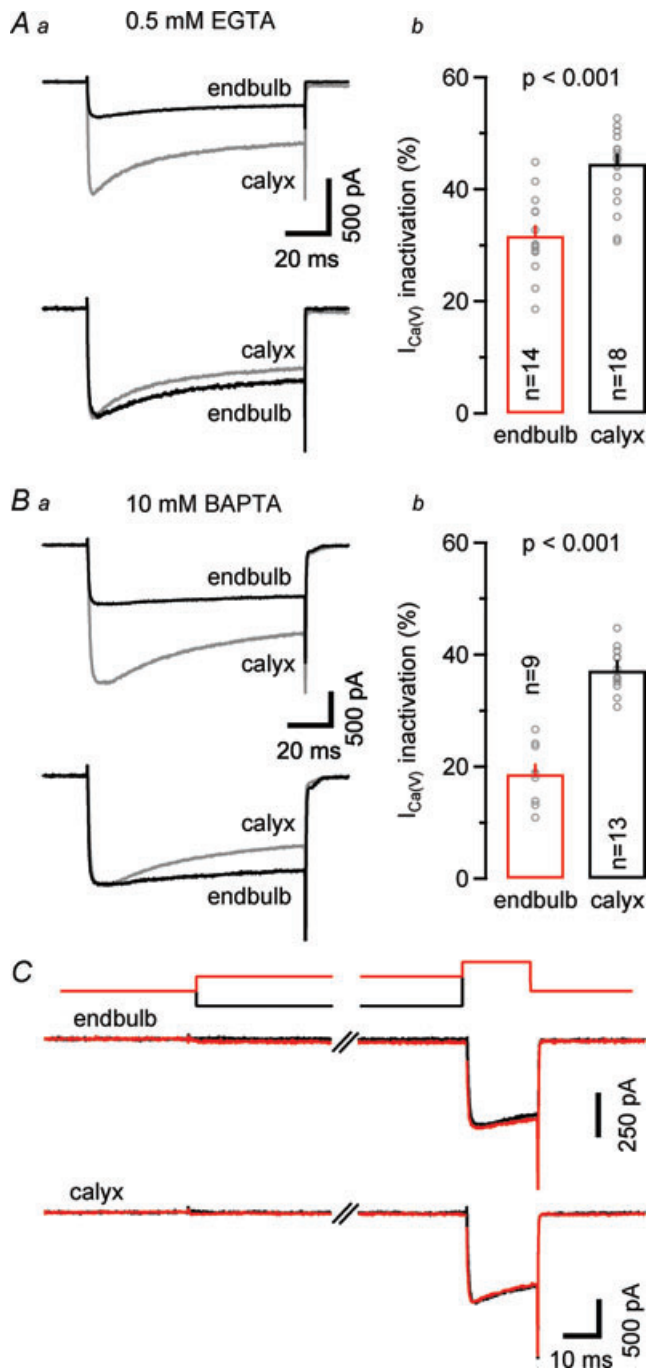 A a
0.5 mM EGTA
endbulb
calyx
500 pA
20 ms
calyx
endbulb
b
60
p < 0.001
40
20
0
I_Ca(V) inactivation (%)
n=14
n=18
endbulb
calyx
B a
10 mM BAPTA
endbulb
calyx
500 pA
20 ms
calyx
endbulb
b
60
p < 0.001
40
20
0
I_Ca(V) inactivation (%)
n=9
n=13
endbulb
calyx
C
endbulb
250 pA
calyx
500 pA
10 ms